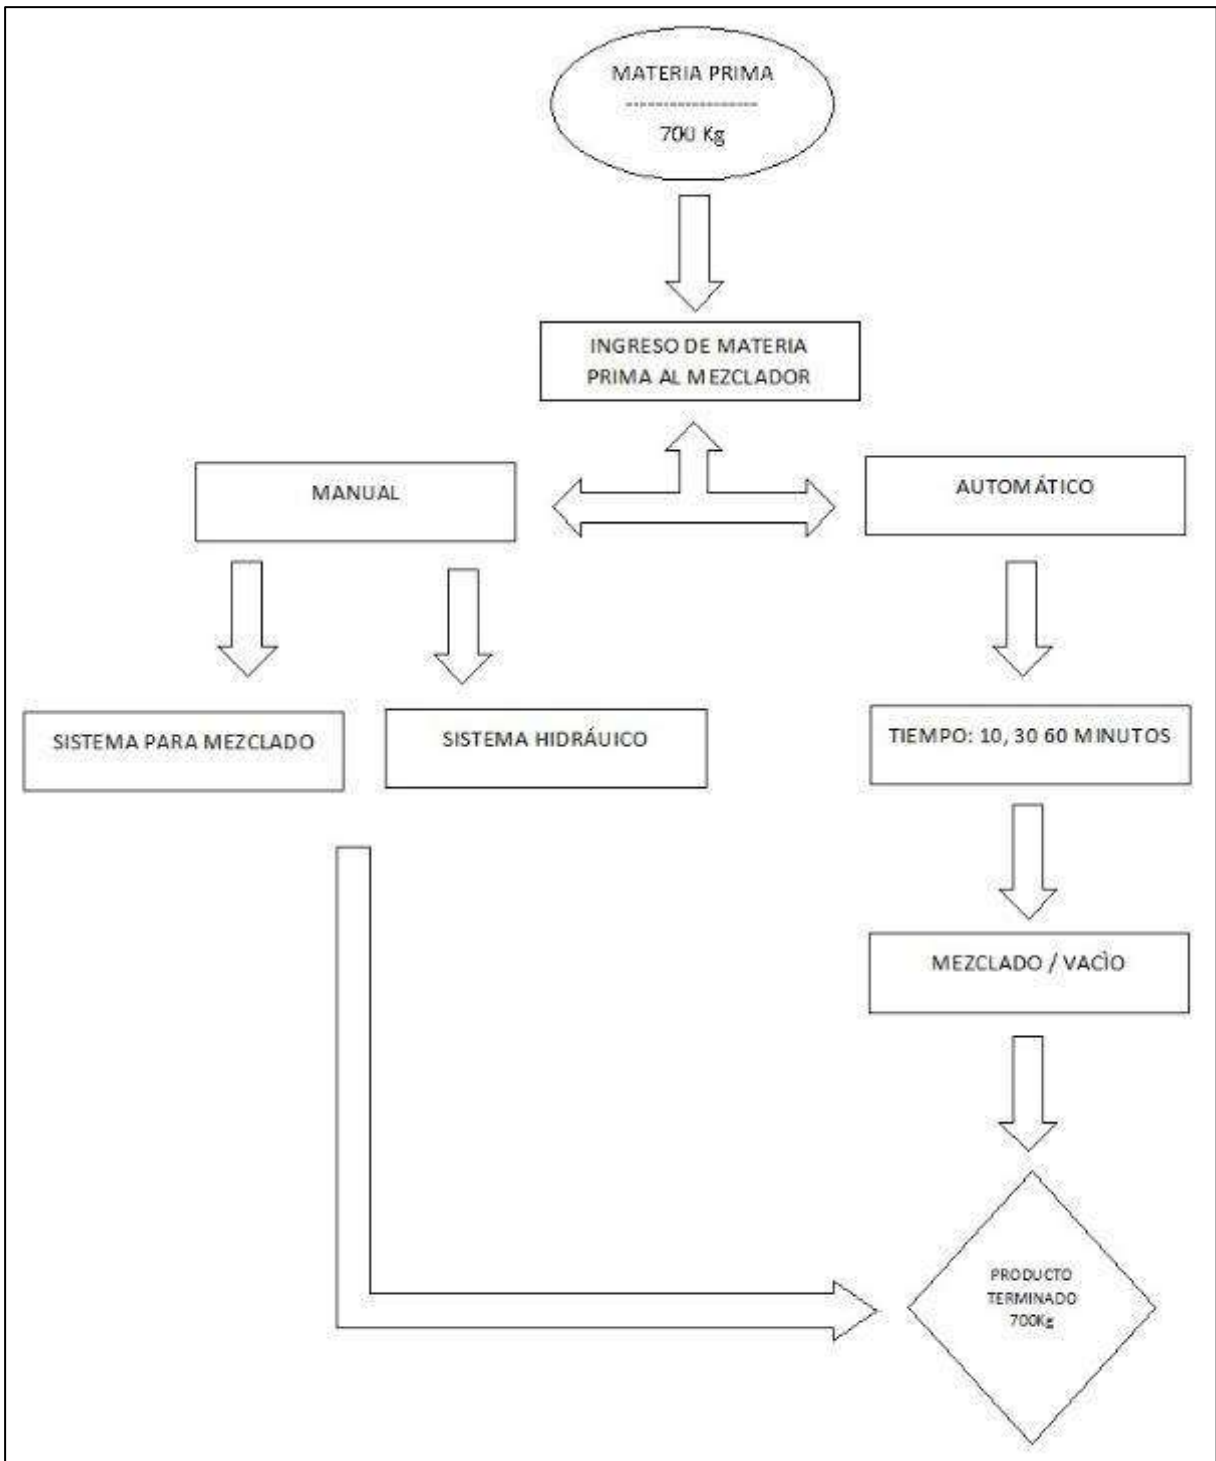 MATERIA PRIMA
-------------------
700 Kg
INGRESO DE MATERIA
PRIMA AL MEZCLADOR
MANUAL
AUTOMÁTICO
SISTEMA PARA MEZCLADO
SISTEMA HIDRÁUICO
TIEMPO: 10, 30 60 MINUTOS
MEZCLADO / VACÌO
PRODUCTO
TERMINADO
700Kg